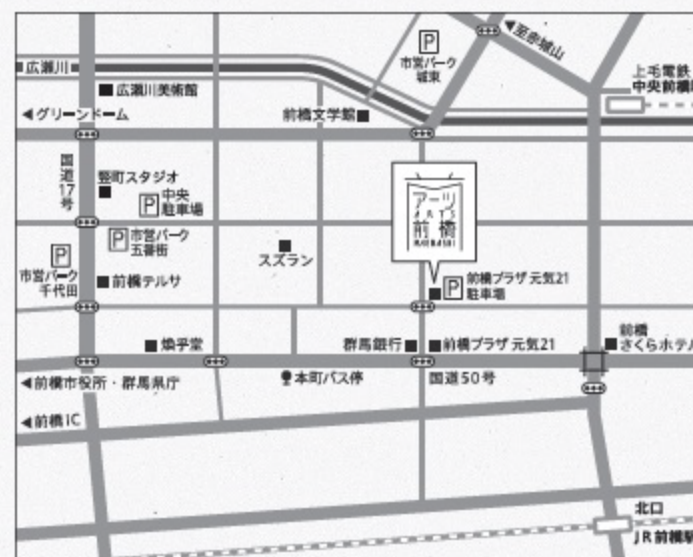 ◀至赤城山
市営パーク
城東
広瀬川
上毛電鉄
中央前橋
広瀬川美術館
◀グリーンドーム
前橋文学館
国道17号
竪町スタジオ
中央
駐車場
アーツ
ARTS
前橋
MAEBASHI
市営パーク
五番街
スズラン
市営パーク
千代田
前橋テルサ
前橋プラザ元気21
駐車場
前橋
さくらホテル
煥乎堂
群馬銀行
前橋プラザ元気21
◀前橋市役所・群馬県庁
本町バス停
国道50号
◀前橋IC
北口
JR前橋駅